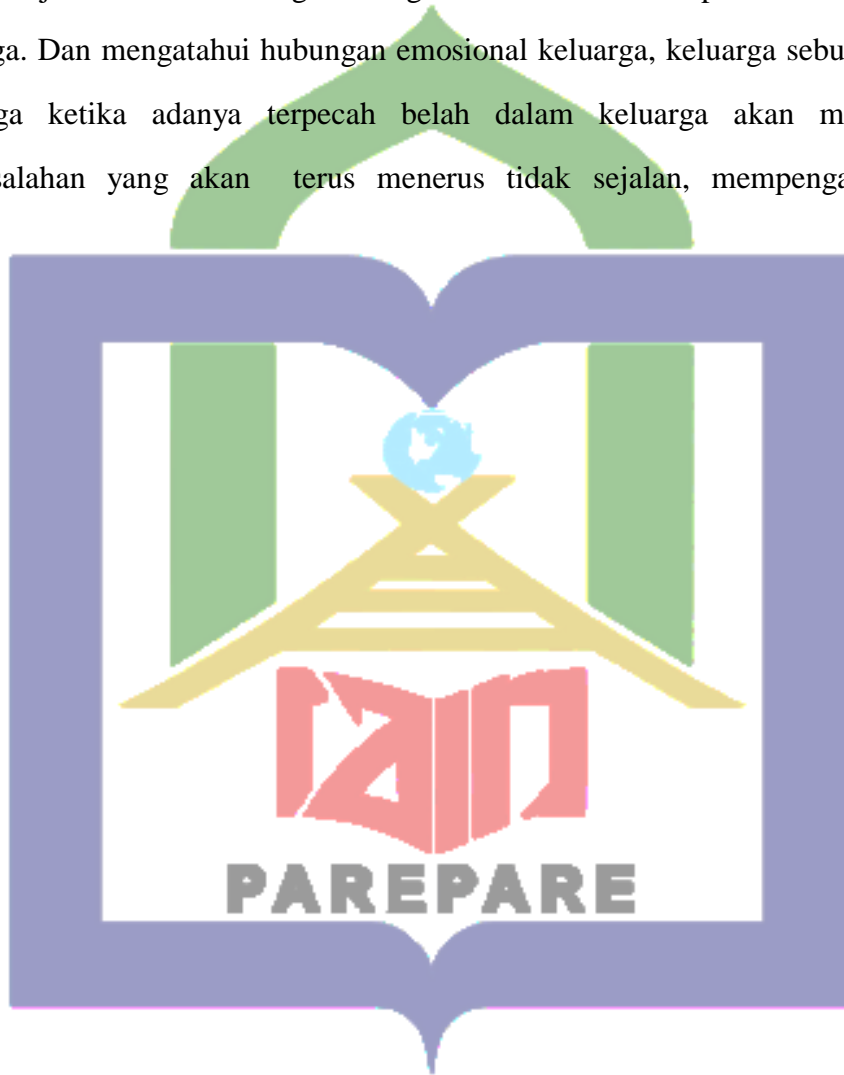 ga. Dan mengatahui hubungan emosional keluarga, keluarga sebu
ga ketika adanya terpecah belah dalam keluarga akan m
salahan yang akan terus menerus tidak sejalan, mempenga
iain
PAREPARE